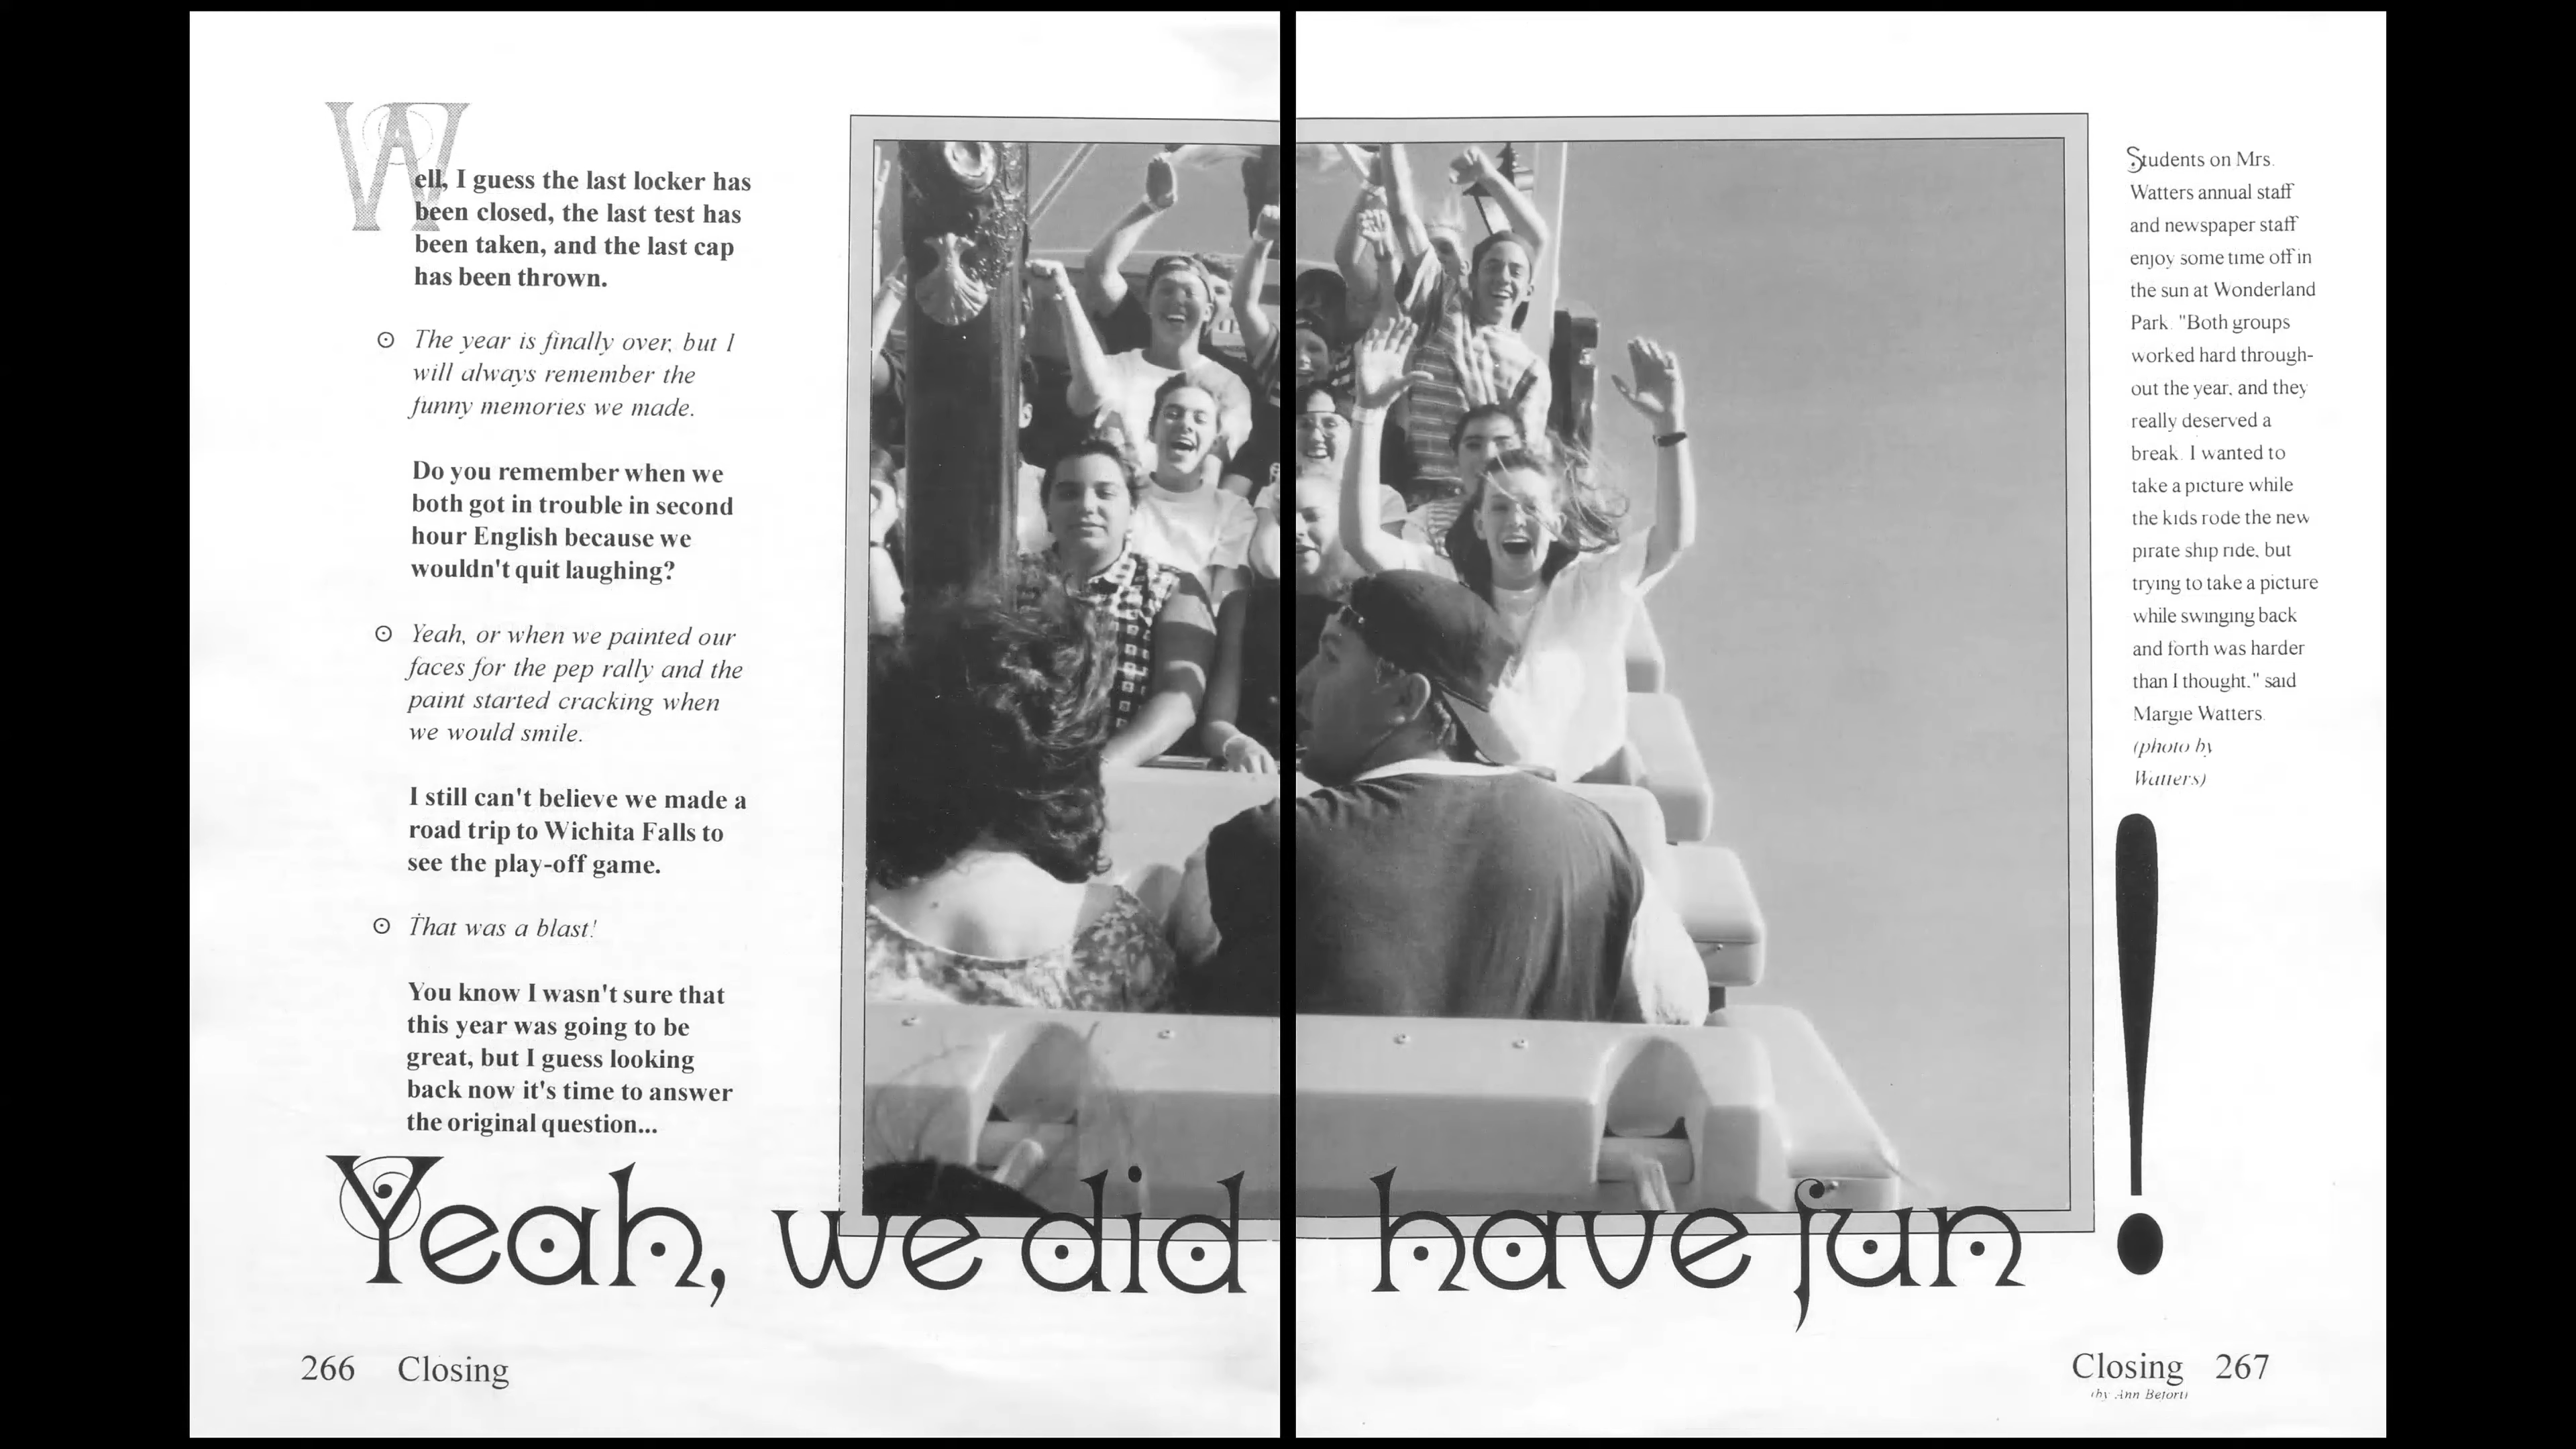 Well, I guess the last locker has
been closed, the last test has
been taken, and the last cap
has been thrown.
The year is finally over, but I
will always remember the
funny memories we made.
Do you remember when we
both got in trouble in second
hour English because we
wouldn't quit laughing?
Yeah, or when we painted our
faces for the pep rally and the
paint started cracking when
we would smile.
I still can't believe we made a
road trip to Wichita Falls to
see the play-off game.
That was a blast!
You know I wasn't sure that
this year was going to be
great, but I guess looking
back now it's time to answer
the original question...
Yeah, we did have fun!
266 Closing
Students on Mrs.
Watters annual staff
and newspaper staff
enjoy some time off in
the sun at Wonderland
Park. "Both groups
worked hard through-
out the year, and they
really deserved a
break. I wanted to
take a picture while
the kids rode the new
pirate ship ride, but
trying to take a picture
while swinging back
and forth was harder
than I thought." said
Margie Watters.
(photo by
Watters)
Closing 267
(by Ann Befort)